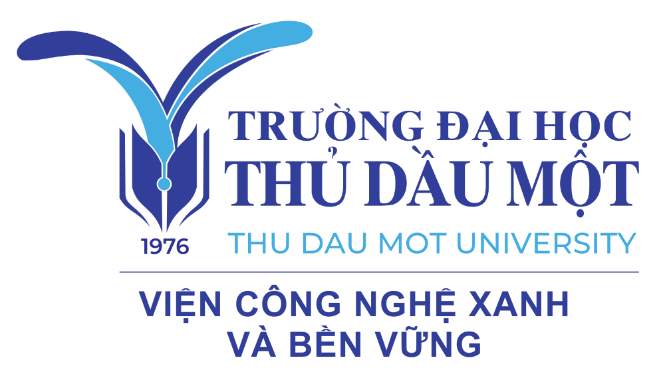 TRƯỜNG ĐẠI HỌC
THỦ DẦU MỘT
1976
THU DAU MOT UNIVERSITY
VIỆN CÔNG NGHỆ XANH
VÀ BỀN VỮNG